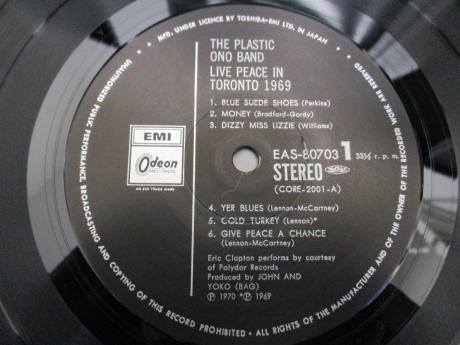 MFD. UNDER LICENCE BY TOSHIBA-EMI LTD. IN JAPAN
THE PLASTIC
ONO BAND
LIVE PEACE IN
TORONTO 1969
1. BLUE SUEDE SHOES (Perkins)
2. MONEY (Bradford-Gordy)
3. DIZZY MISS LIZZIE (Williams)
EMI
Odeon
AN EMI TRADE MARK
EAS-80703 1 33⅓ r. p. m.
STEREO
(CORE-2001-A)
4. YER BLUES (Lennon-McCartney)
5. COLD TURKEY (Lennon)*
6. GIVE PEACE A CHANCE
(Lennon-McCartney)
Eric Clapton performs by courtesy
of Polydor Records
Produced by JOHN AND
YOKO (BAG)
℗ 1970 *℗ 1969
UNAUTHORIZED PUBLIC PERFORMANCE, BROADCASTING AND COPYING OF THIS RECORD PROHIBITED • ALL RIGHTS OF THE MANUFACTURER AND OF THE OWNER OF THE RECORDED WORK ARE RESERVED